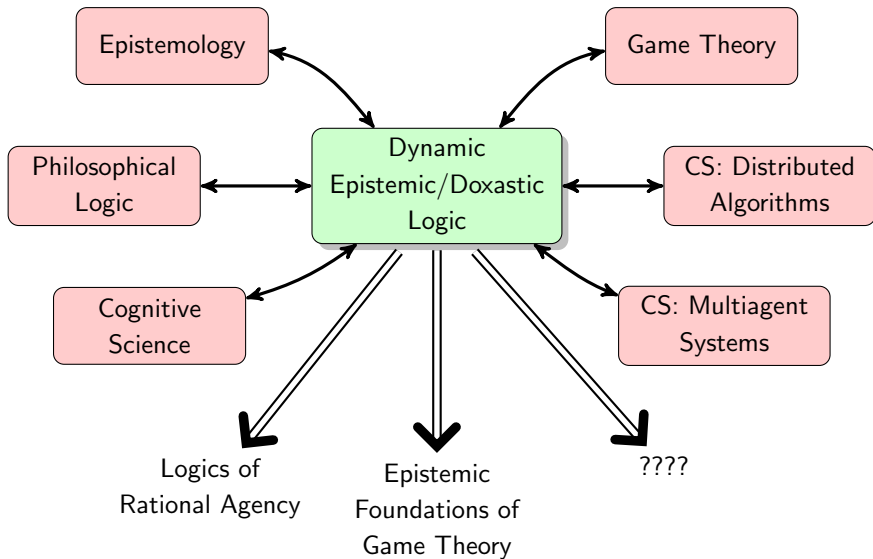 Epistemology
Game Theory
Dynamic
Epistemic/Doxastic
Logic
Philosophical
Logic
CS: Distributed
Algorithms
Cognitive
Science
CS: Multiagent
Systems
Logics of
Rational Agency
Epistemic
Foundations of
Game Theory
????